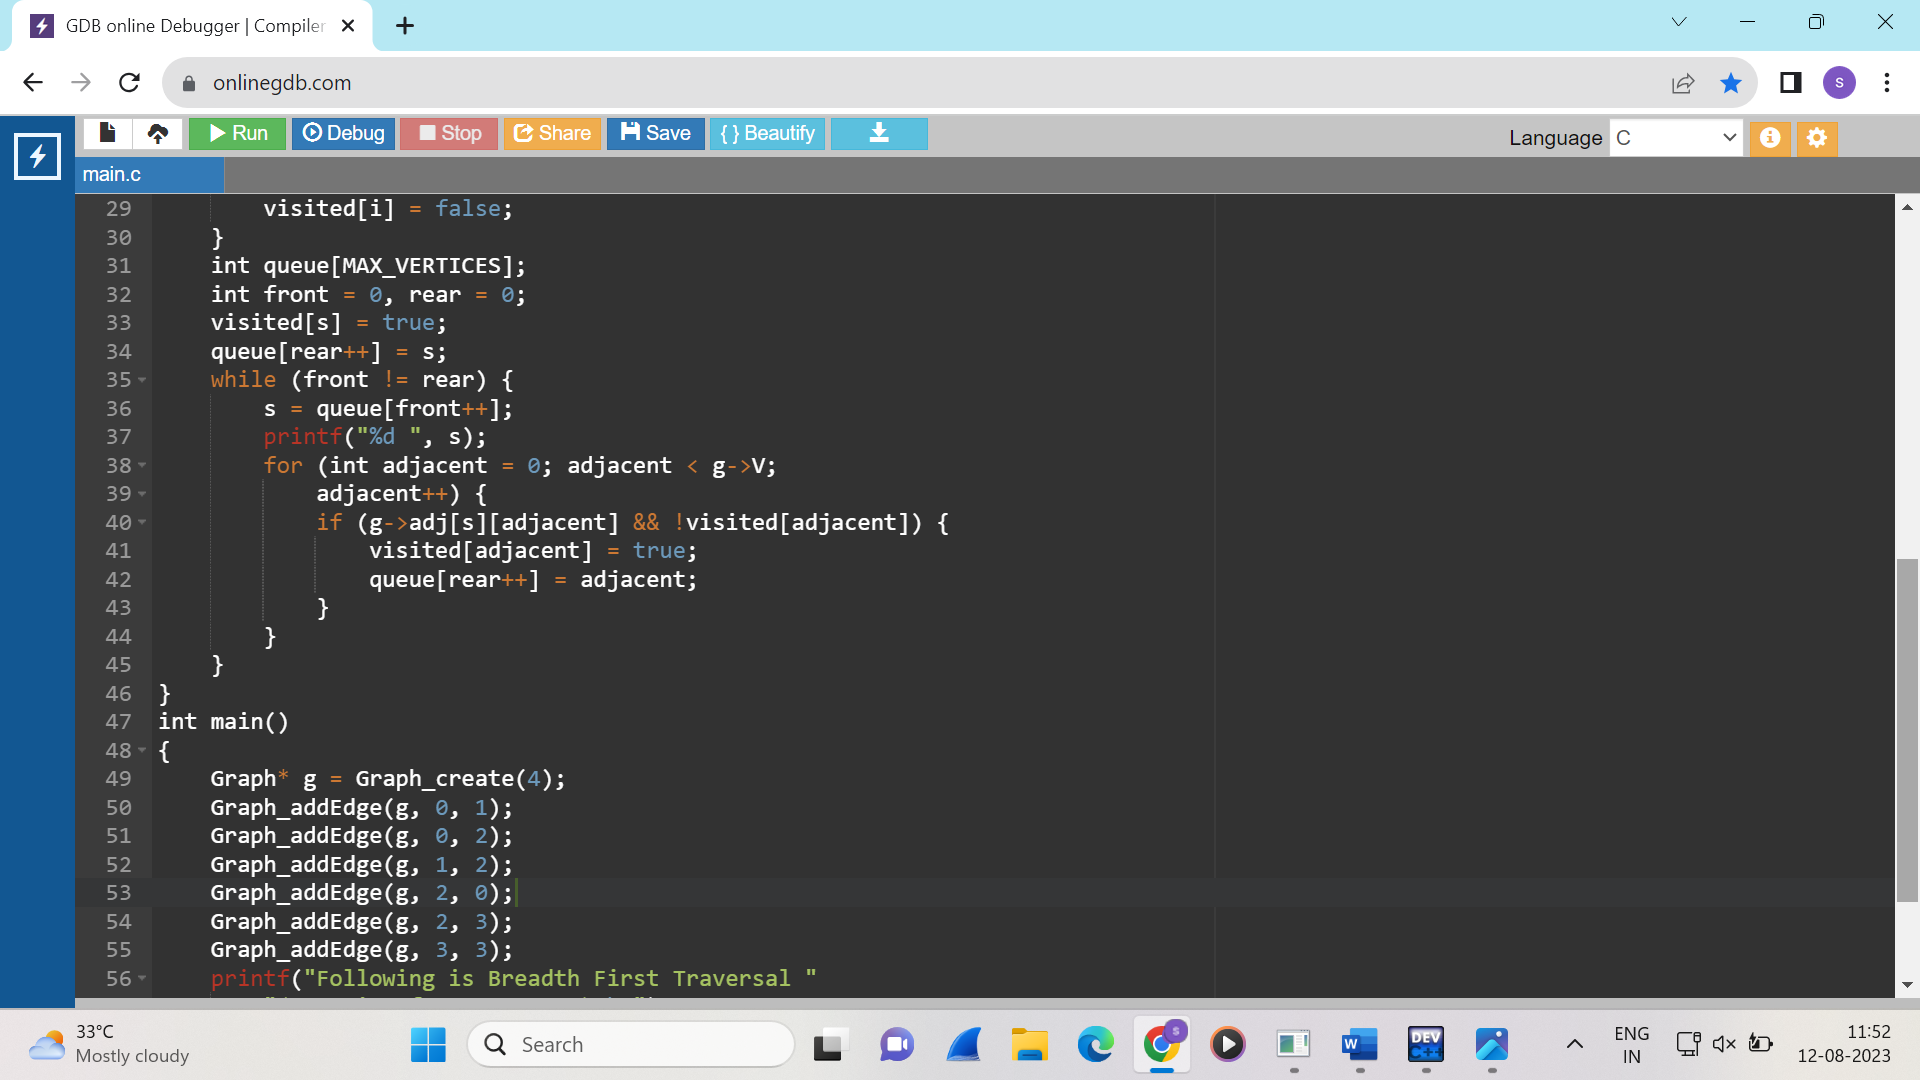 GDB online Debugger | Compiler
onlinegdb.com
S
Run
Debug
Stop
Share
Save
{ } Beautify
Language
C
main.c
29 visited[i] = false;
30 }
31 int queue[MAX_VERTICES];
32 int front = 0, rear = 0;
33 visited[s] = true;
34 queue[rear++] = s;
35 while (front != rear) {
36 s = queue[front++];
37 printf("%d ", s);
38 for (int adjacent = 0; adjacent < g->V;
39 adjacent++) {
40 if (g->adj[s][adjacent] && !visited[adjacent]) {
41 visited[adjacent] = true;
42 queue[rear++] = adjacent;
43 }
44 }
45 }
46 }
47 int main()
48 {
49 Graph* g = Graph_create(4);
50 Graph_addEdge(g, 0, 1);
51 Graph_addEdge(g, 0, 2);
52 Graph_addEdge(g, 1, 2);
53 Graph_addEdge(g, 2, 0);
54 Graph_addEdge(g, 2, 3);
55 Graph_addEdge(g, 3, 3);
56 printf("Following is Breadth First Traversal "
33°C
Mostly cloudy
Search
S
W
DEV
C++
ENG
IN
11:52
12-08-2023